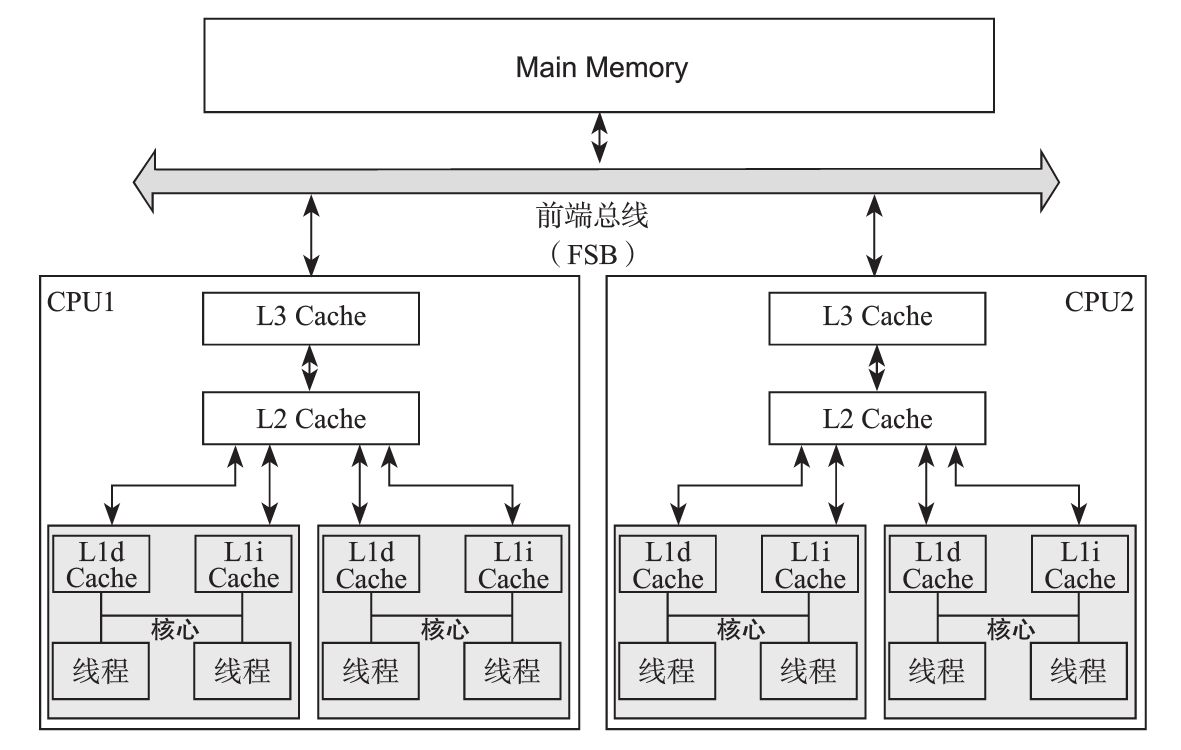 Main Memory
前端总线
（FSB）
CPU1
L3 Cache
L2 Cache
L1d
Cache
L1i
Cache
核心
线程
线程
L1d
Cache
L1i
Cache
核心
线程
线程
CPU2
L3 Cache
L2 Cache
L1d
Cache
L1i
Cache
核心
线程
线程
L1d
Cache
L1i
Cache
核心
线程
线程